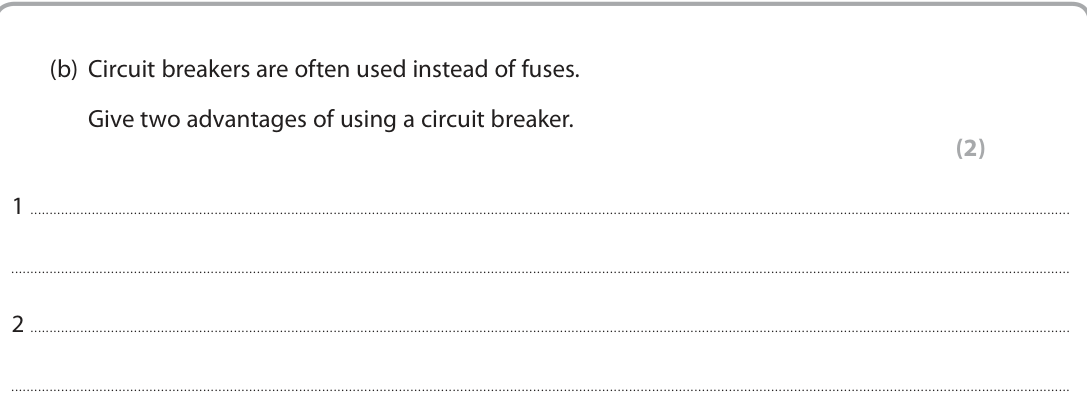 (b) Circuit breakers are often used instead of fuses.
Give two advantages of using a circuit breaker.
(2)
1
2